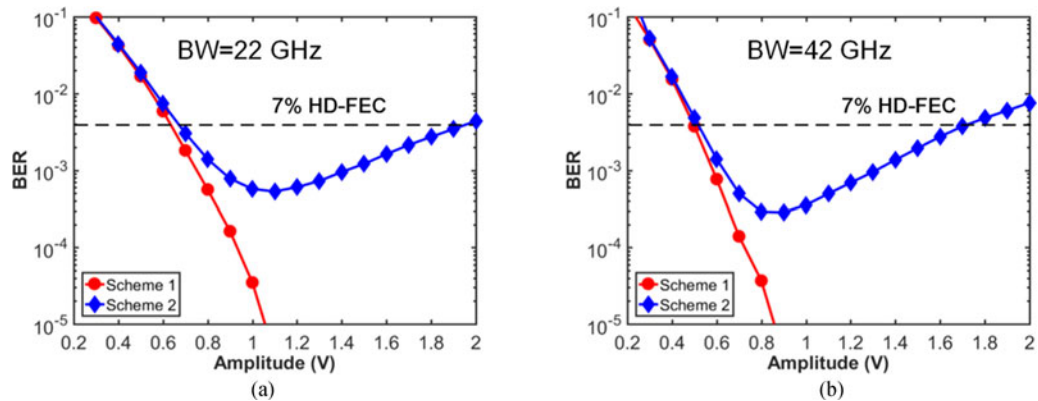 BER
10-1
10-2
10-3
10-4
10-5
BW=22 GHz
7% HD-FEC
Scheme 1
Scheme 2
0.2 0.4 0.6 0.8 1 1.2 1.4 1.6 1.8 2
Amplitude (V)
(a)
BER
10-1
10-2
10-3
10-4
10-5
BW=42 GHz
7% HD-FEC
Scheme 1
Scheme 2
0.2 0.4 0.6 0.8 1 1.2 1.4 1.6 1.8 2
Amplitude (V)
(b)